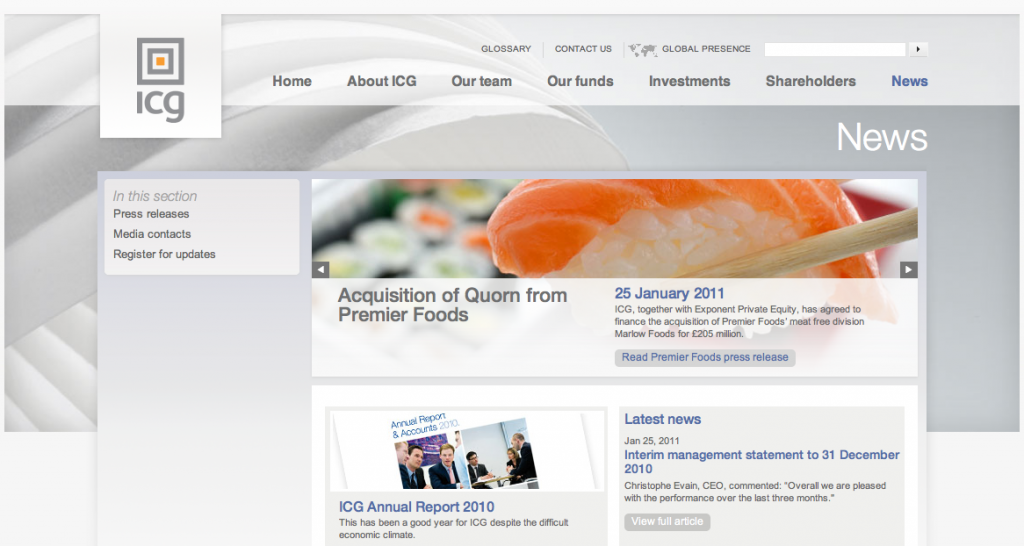 GLOSSARY
CONTACT US
GLOBAL PRESENCE
icg
Home
About ICG
Our team
Our funds
Investments
Shareholders
News
News
In this section
Press releases
Media contacts
Register for updates
Acquisition of Quorn from
Premier Foods
25 January 2011
ICG, together with Exponent Private Equity, has agreed to
finance the acquisition of Premier Foods' meat free division
Marlow Foods for £205 million.
Read Premier Foods press release
Annual Report
& Accounts 2010
ICG Annual Report 2010
This has been a good year for ICG despite the difficult
economic climate.
Latest news
Jan 25, 2011
Interim management statement to 31 December
2010
Christophe Evain, CEO, commented: "Overall we are pleased
with the performance over the last three months."
View full article